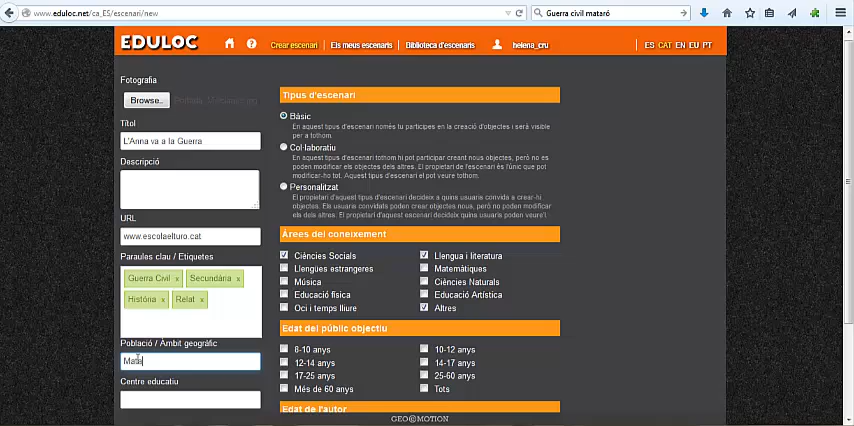 www.eduloc.net/ca_ES/escenari/new
Guerra civil mataró
EDULOC
Crear escenari
Els meus escenaris
Biblioteca d'escenaris
helena_cru
ES CAT EN EU PT
Fotografia
Browse..
Títol
L'Anna va a la Guerra
Descripció
URL
www.escolaelturo.cat
Paraules clau / Etiquetes
Guerra Civil x
Secundària x
Història x
Relat x
Població / Àmbit geogràfic
Mata
Centre educatiu
Tipus d'escenari
Bàsic
En aquest tipus d'escenari només tu participes en la creació d'objectes i serà visible
per a tothom.
Col·laboratiu
En aquest tipus d'escenari tothom hi pot participar creant nous objectes, però no es
poden modificar els objectes dels altres. El propietari de l'escenari és l'únic que pot
modificar-ho tot. Aquest tipus d'escenari el pot veure tothom.
Personalitzat
El propietari d'aquest tipus d'escenari decideix a quins usuaris convida a crear-hi
objectes. Els usuaris convidats poden crear objectes nous, però no poden modificar
els dels altres. El propietari d'aquest escenari decideix quins usuaris poden veure'l.
Àrees del coneixement
Ciències Socials
Llengua i literatura
Llengües estrangeres
Matemàtiques
Música
Ciències Naturals
Educació física
Educació Artística
Oci i temps lliure
Altres
Edat del públic objectiu
8-10 anys
10-12 anys
12-14 anys
14-17 anys
17-25 anys
25-60 anys
Més de 60 anys
Tots
Edat de l'autor
GEO@MOTION